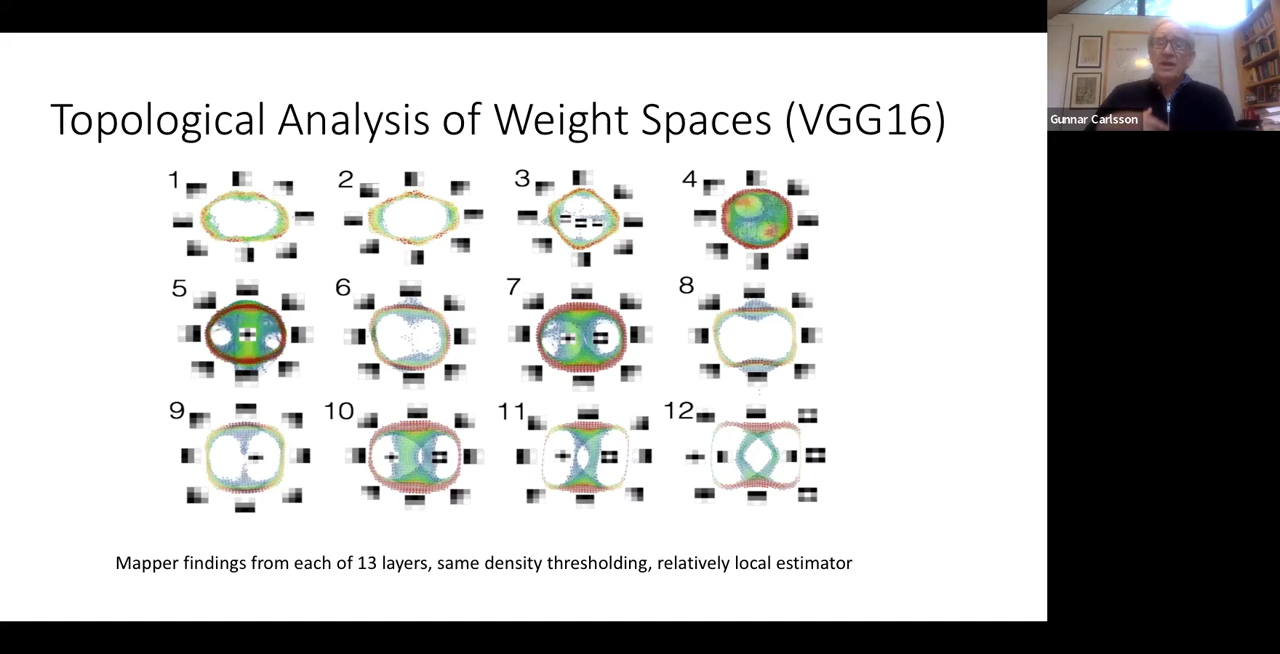 Topological Analysis of Weight Spaces (VGG16)
Gunnar Carlsson
1 2 3 4
5 6 7 8
9 10 11 12
Mapper findings from each of 13 layers, same density thresholding, relatively local estimator